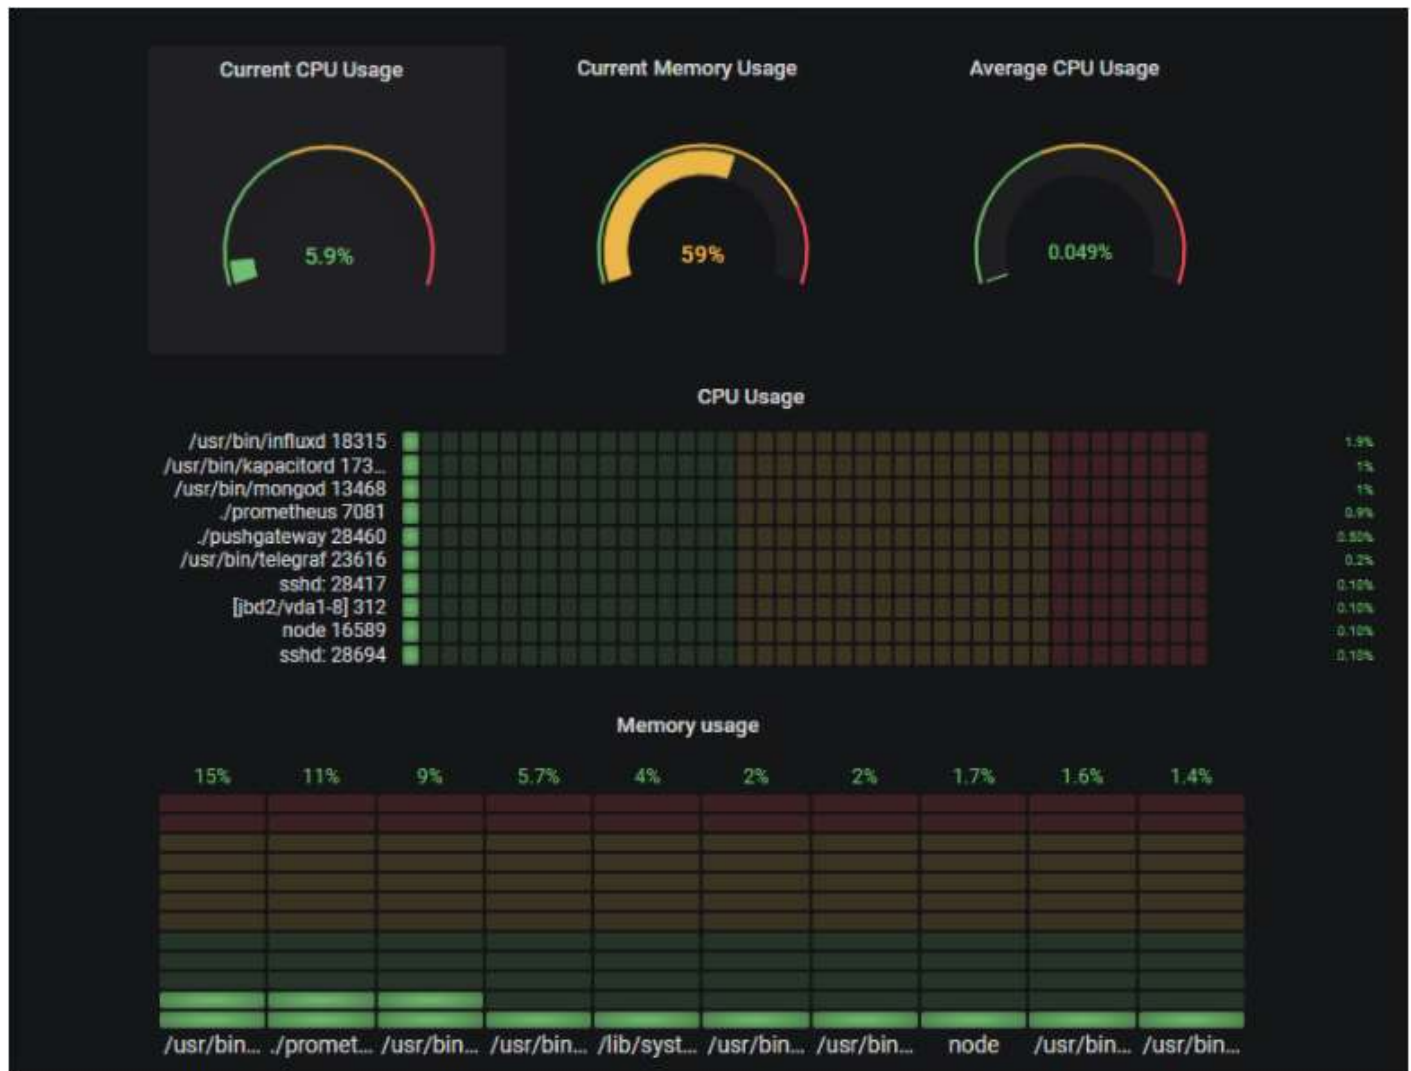 Current CPU Usage
Current Memory Usage
Average CPU Usage
5.9%
59%
0.049%
CPU Usage
/usr/bin/influxd 18315 1.9%
/usr/bin/kapacitord 173... 1%
/usr/bin/mongod 13468 1%
./prometheus 7081 0.9%
./pushgateway 28460 0.50%
/usr/bin/telegraf 23616 0.2%
sshd: 28417 0.10%
[jbd2/vda1-8] 312 0.10%
node 16589 0.10%
sshd: 28694 0.10%
Memory usage
15% 11% 9% 5.7% 4% 2% 2% 1.7% 1.6% 1.4%
/usr/bin... ./promet... /usr/bin... /usr/bin... /lib/syst... /usr/bin... /usr/bin... node /usr/bin... /usr/bin...